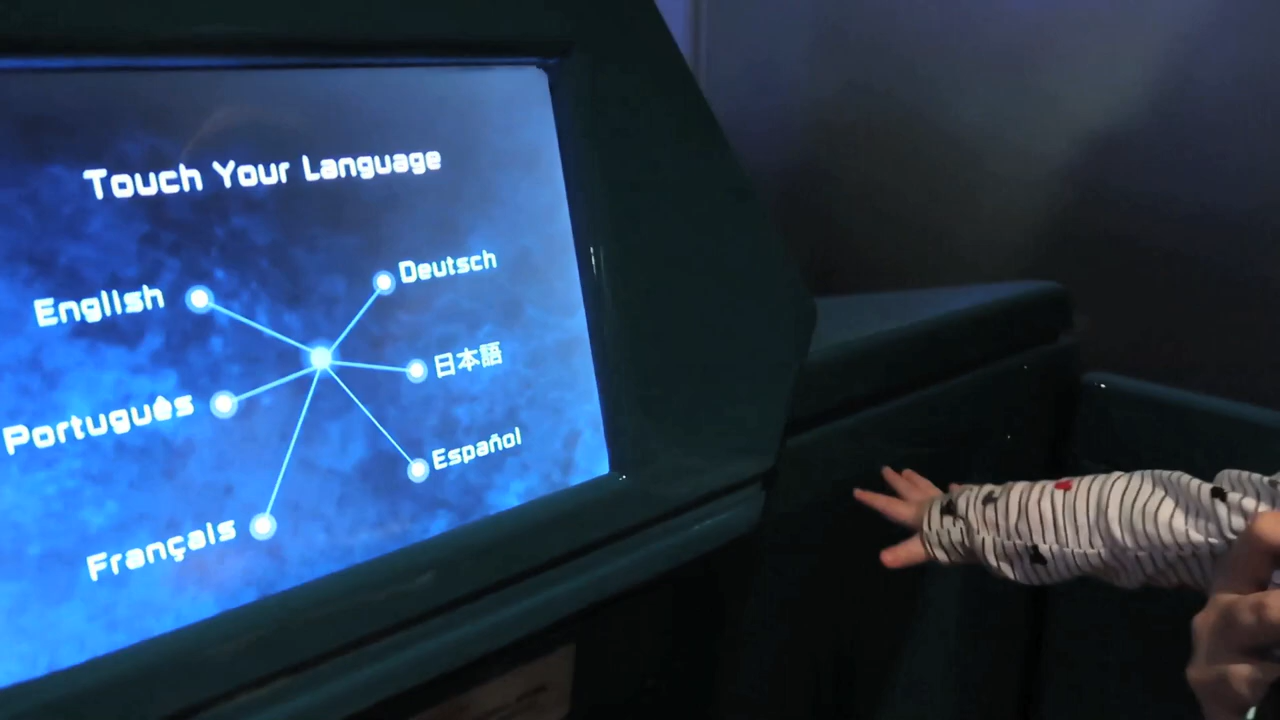 Touch Your Language
English
Deutsch
Português
日本語
Español
Français